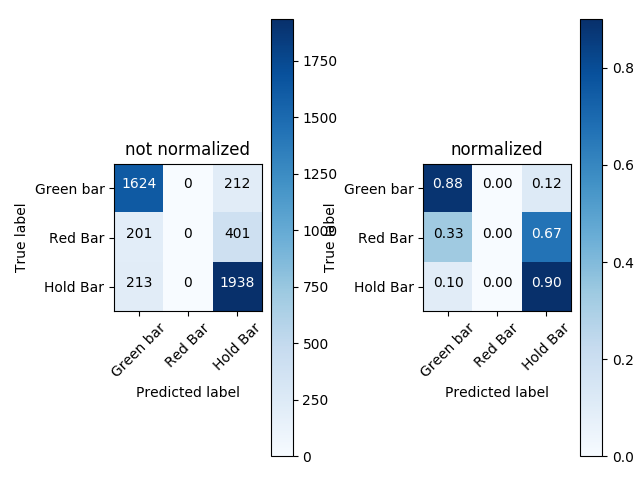 not normalized
True label
Green bar
Red Bar
Hold Bar
1624 0 212
201 0 401
213 0 1938
Green bar Red Bar Hold Bar
Predicted label
1750
1500
1250
1000
750
500
250
0
normalized
True label
Green bar
Red Bar
Hold Bar
0.88 0.00 0.12
0.33 0.00 0.67
0.10 0.00 0.90
Green bar Red Bar Hold Bar
Predicted label
0.8
0.6
0.4
0.2
0.0